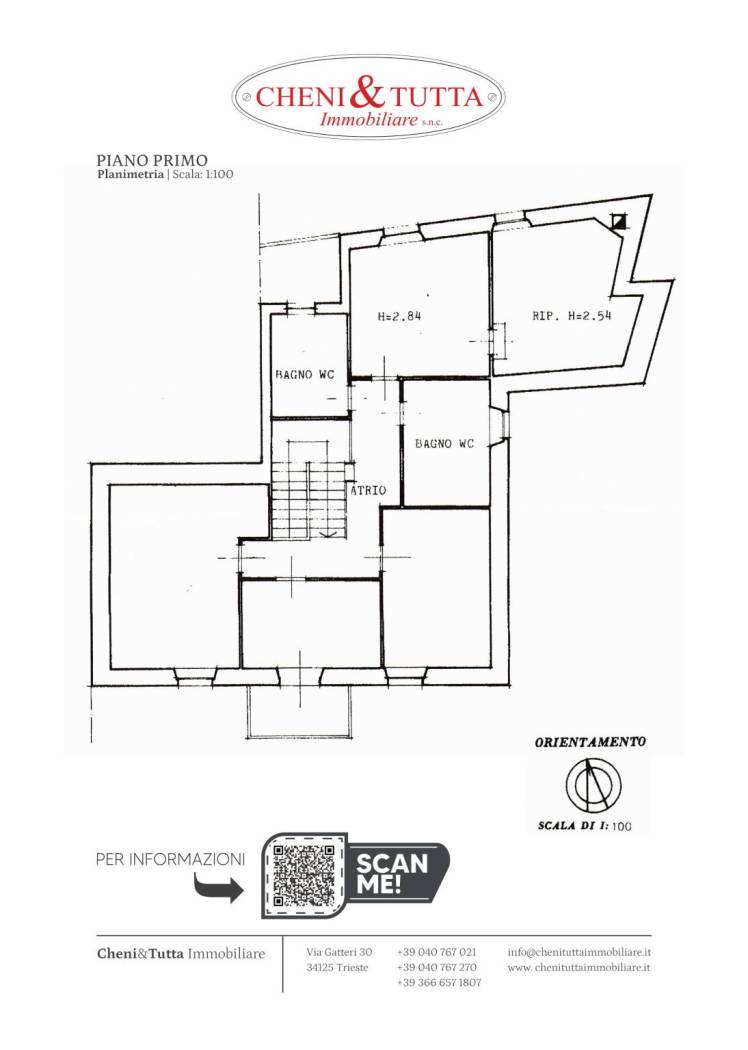 CHENI&TUTTA
Immobiliare s.n.c.
PIANO PRIMO
Planimetria | Scala: 1:100
H=2.84
RIP. H=2.54
BAGNO WC
BAGNO WC
ATRIO
ORIENTAMENTO
SCALA DI 1: 100
PER INFORMAZIONI
SCAN
ME!
Cheni&Tutta Immobiliare
Via Gatteri 30
34125 Trieste
+39 040 767 021
+39 040 767 270
+39 366 657 1807
info@chenituttaimmobiliare.it
www. chenituttaimmobiliare.it